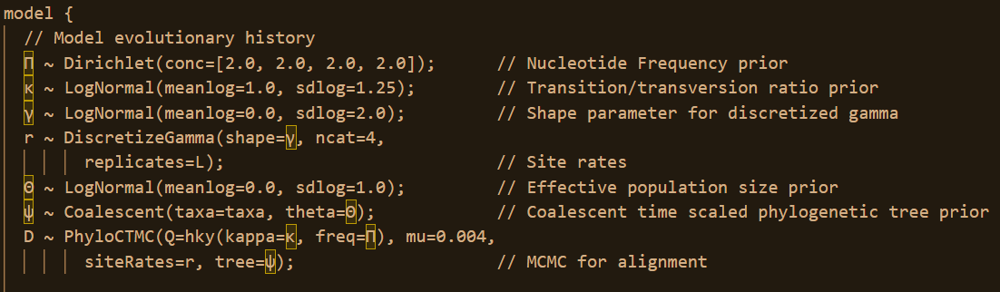 model {
// Model evolutionary history
Π ~ Dirichlet(conc=[2.0, 2.0, 2.0, 2.0]); // Nucleotide Frequency prior
κ ~ LogNormal(meanlog=1.0, sdlog=1.25); // Transition/transversion ratio prior
γ ~ LogNormal(meanlog=0.0, sdlog=2.0); // Shape parameter for discretized gamma
r ~ DiscretizeGamma(shape=γ, ncat=4,
replicates=L); // Site rates
Θ ~ LogNormal(meanlog=0.0, sdlog=1.0); // Effective population size prior
ψ ~ Coalescent(taxa=taxa, theta=Θ); // Coalescent time scaled phylogenetic tree prior
D ~ PhyloCTMC(Q=hky(kappa=κ, freq=Π), mu=0.004,
siteRates=r, tree=ψ); // MCMC for alignment